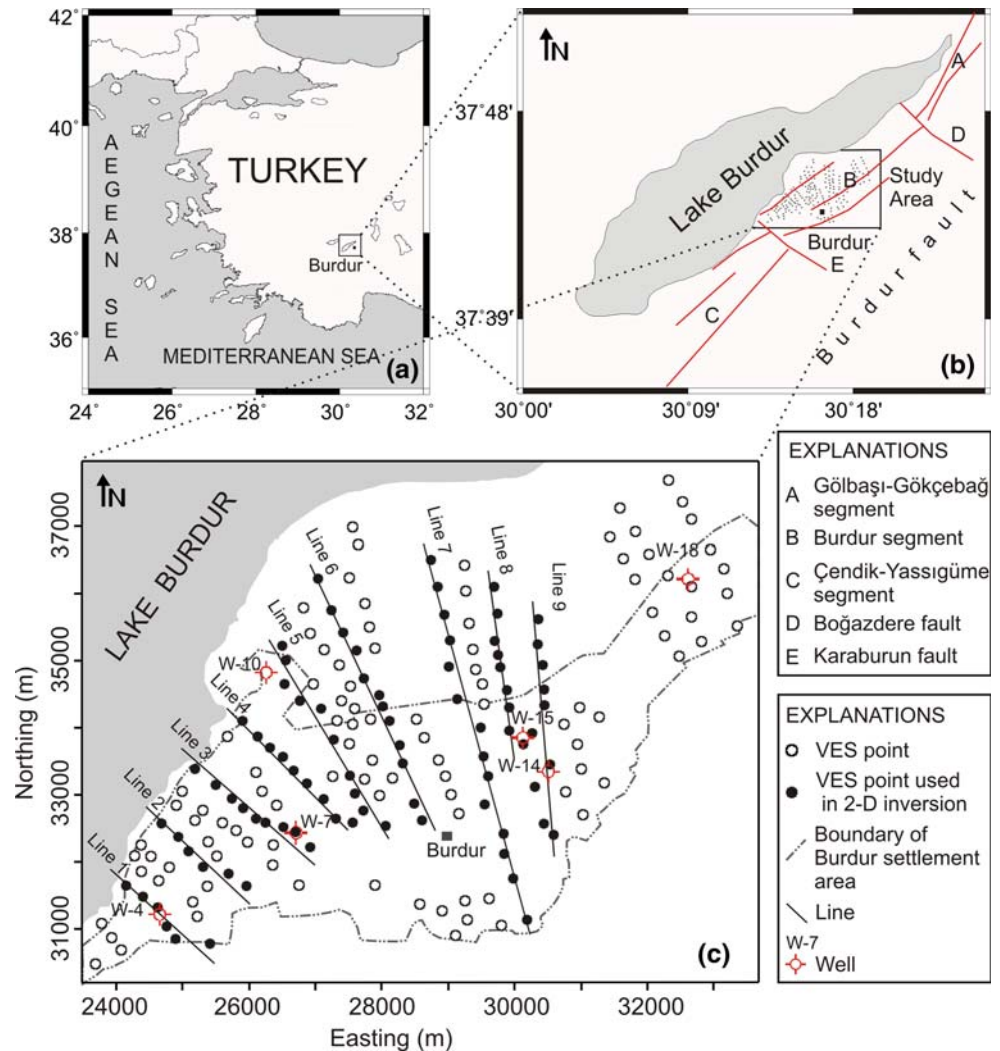 42°
40°
38°
36°
24°
26°
28°
30°
32°
AEGEAN SEA
TURKEY
Burdur
MEDITERRANEAN SEA
(a)
N
37°48'
37°39'
30°00'
30°09'
30°18'
Lake Burdur
A
D
B
Study
Area
Burdur
E
C
Burdur fault
(b)
EXPLANATIONS
A Gölbaşı-Gökçebağ
segment
B Burdur segment
C Çendik-Yassıgüme
segment
D Boğazdere fault
E Karaburun fault
N
LAKE BURDUR
Line 1
Line 2
Line 3
Line 4
Line 5
Line 6
Line 7
Line 8
Line 9
W-18
W-10
W-15
W-14
W-7
W-4
Burdur
(c)
Northing (m)
37000
35000
33000
31000
24000
26000
28000
30000
32000
Easting (m)
EXPLANATIONS
VES point
VES point used
in 2-D inversion
Boundary of
Burdur settlement
area
Line
W-7
Well